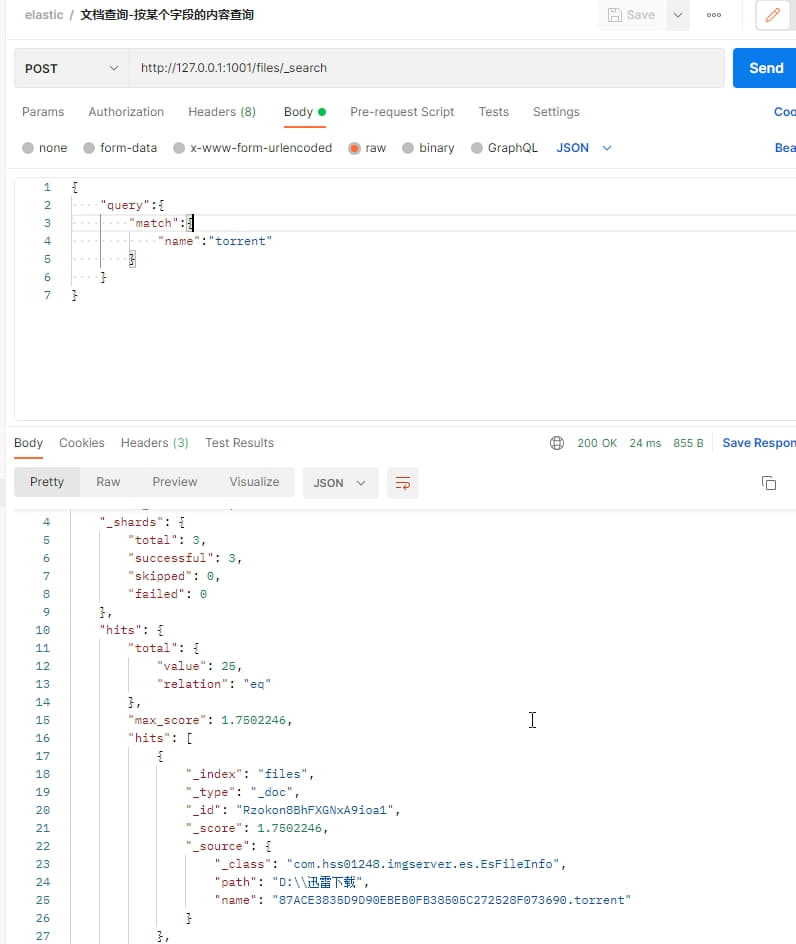 elastic / 文档查询-按某个字段的内容查询
Save
POST http://127.0.0.1:1001/files/_search Send
Params Authorization Headers (8) Body Pre-request Script Tests Settings Coo
none form-data x-www-form-urlencoded raw binary GraphQL JSON Bea
1 {
2 "query":{
3 "match":{
4 "name":"torrent"
5 }
6 }
7 }
Body Cookies Headers (3) Test Results 200 OK 24 ms 855 B Save Respon
Pretty Raw Preview Visualize JSON
4 "_shards": {
5 "total": 3,
6 "successful": 3,
7 "skipped": 0,
8 "failed": 0
9 },
10 "hits": {
11 "total": {
12 "value": 25,
13 "relation": "eq"
14 },
15 "max_score": 1.7502246,
16 "hits": [
17 {
18 "_index": "files",
19 "_type": "_doc",
20 "_id": "Rzokon8BhFXGNxA9ioa1",
21 "_score": 1.7502246,
22 "_source": {
23 "_class": "com.hss01248.imgserver.es.EsFileInfo",
24 "path": "D:\\迅雷下载",
25 "name": "87ACE3835D9D90EBEB0FB38505C272528F073690.torrent"
26 }
27 },